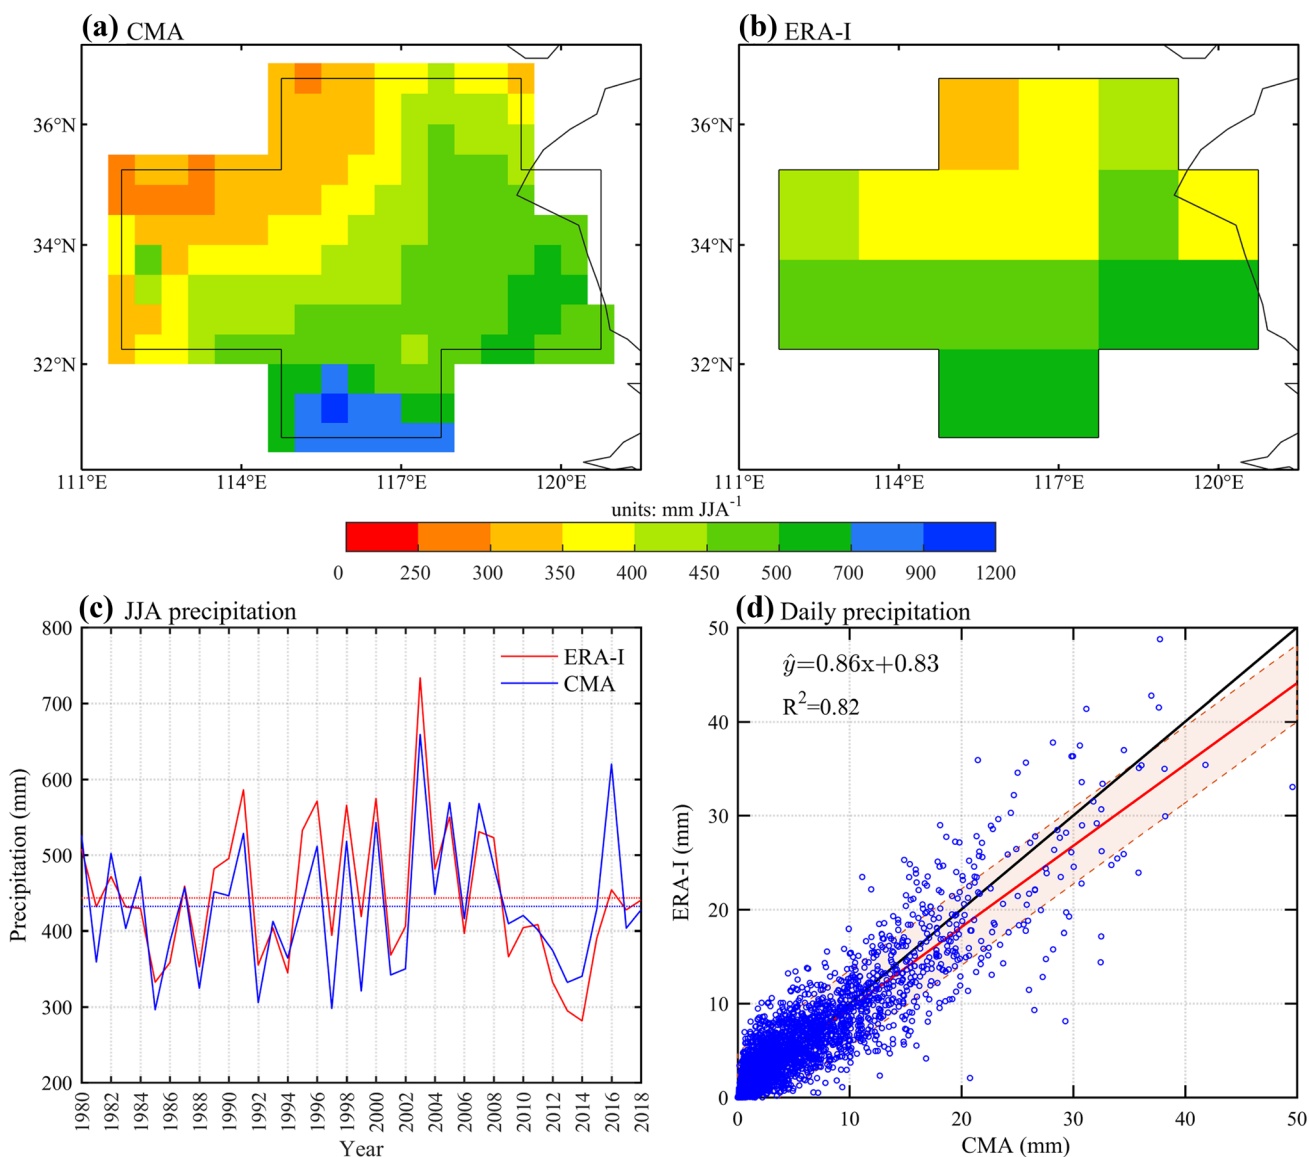 (a) CMA
(b) ERA-I
36°N
34°N
32°N
111°E 114°E 117°E 120°E
36°N
34°N
32°N
111°E 114°E 117°E 120°E
units: mm JJA⁻¹
0 250 300 350 400 450 500 700 900 1200
(c) JJA precipitation
800
700
600
500
400
300
200
Precipitation (mm)
ERA-I
CMA
1980 1982 1984 1986 1988 1990 1992 1994 1996 1998 2000 2002 2004 2006 2008 2010 2012 2014 2016 2018
Year
(d) Daily precipitation
50
40
30
20
10
0
ERA-I (mm)
ŷ=0.86x+0.83
R²=0.82
0 10 20 30 40 50
CMA (mm)